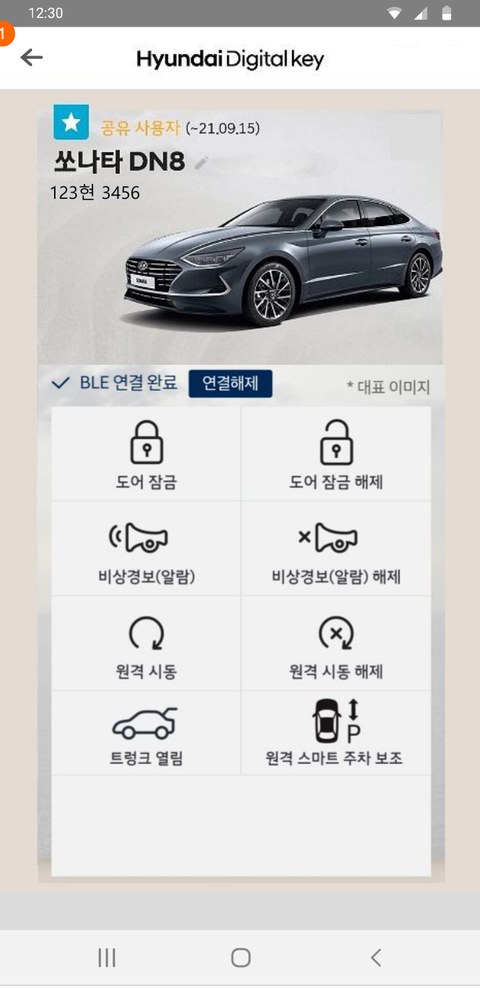 12:30
1
Hyundai Digital key
공유 사용자 (~21.09.15)
쏘나타 DN8
123현 3456
SONATA
BLE 연결 완료 연결해제 * 대표 이미지
도어 잠금 도어 잠금 해제
비상경보(알람) 비상경보(알람) 해제
원격 시동 원격 시동 해제
P
트렁크 열림 원격 스마트 주차 보조